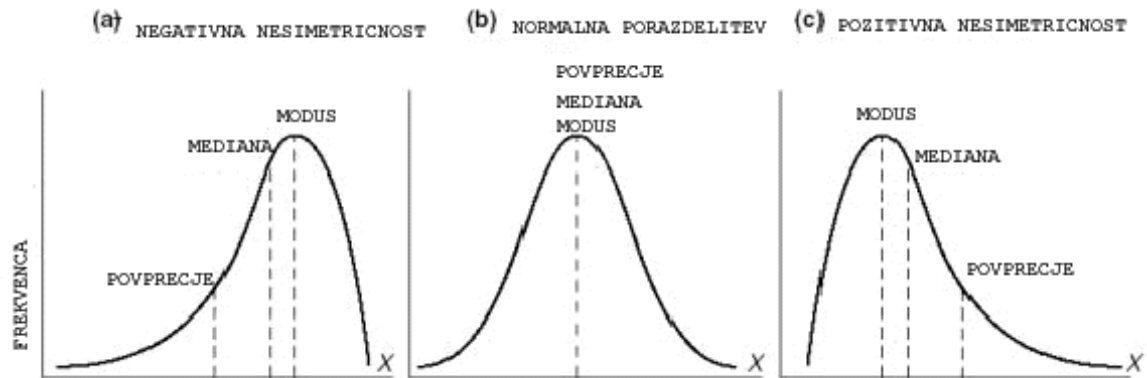 (a) NEGATIVNA NESIMETRICNOST
MODUS
MEDIANA
POVPRECJE
FREKVENCA
X
(b) NORMALNA PORAZDELITEV
POVPRECJE
MEDIANA
MODUS
X
(c) POZITIVNA NESIMETRICNOST
MODUS
MEDIANA
POVPRECJE
X